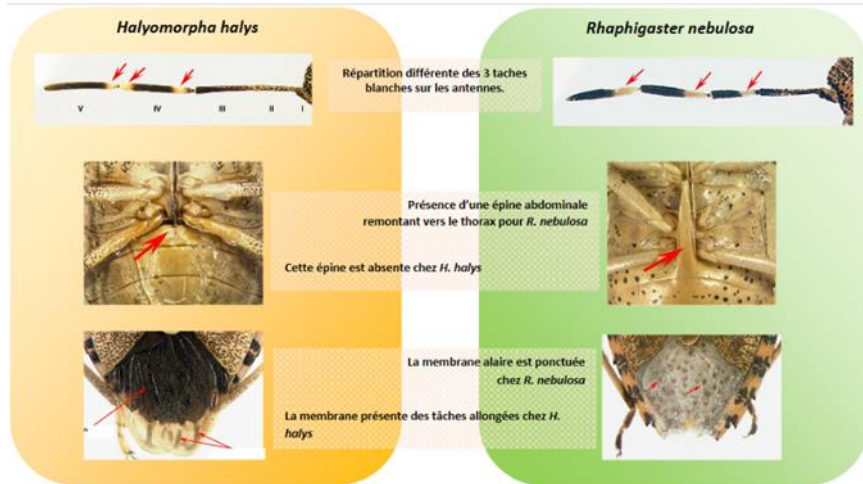 Halyomorpha halys
Rhaphigaster nebulosa
V IV III II I
Répartition différente des 3 taches
blanches sur les antennes.
Présence d'une épine abdominale
remontant vers le thorax pour R. nebulosa
Cette épine est absente chez H. halys
La membrane alaire est ponctuée
chez R. nebulosa
La membrane présente des tâches allongées chez H.
halys